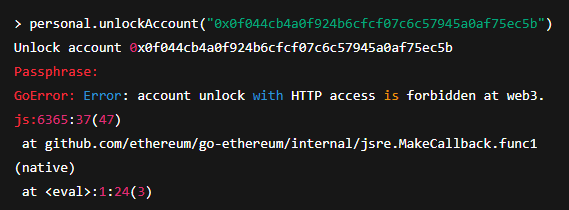 > personal.unlockAccount("0x0f044cb4a0f924b6cfcf07c6c57945a0af75ec5b")
Unlock account 0x0f044cb4a0f924b6cfcf07c6c57945a0af75ec5b
Passphrase:
GoError: Error: account unlock with HTTP access is forbidden at web3.
js:6365:37(47)
 at github.com/ethereum/go-ethereum/internal/jsre.MakeCallback.func1
(native)
 at <eval>:1:24(3)